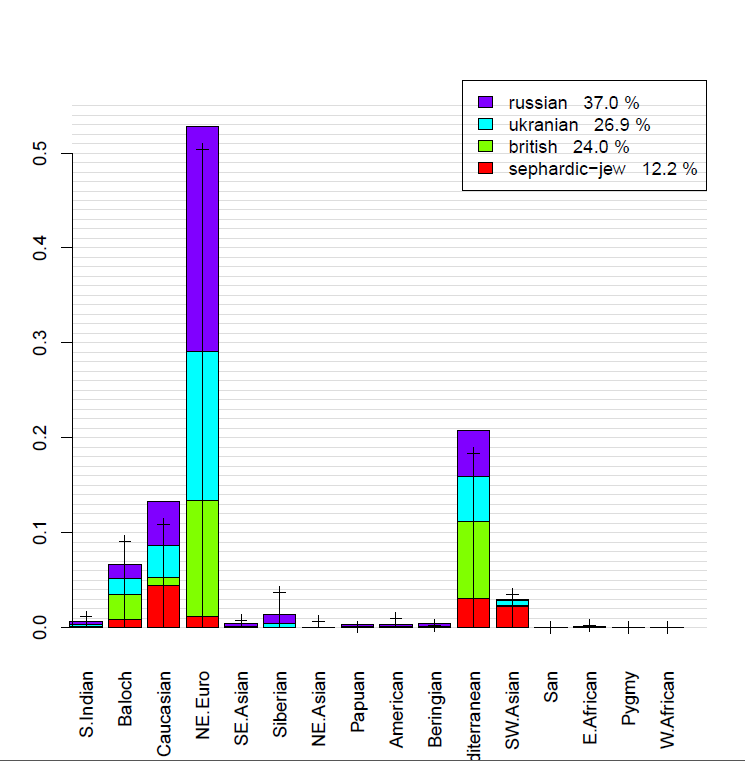 russian 37.0 %
ukranian 26.9 %
british 24.0 %
sephardic-jew 12.2 %
0.5
0.4
0.3
0.2
0.1
0.0
S.Indian
Baloch
Caucasian
NE.Euro
SE.Asian
Siberian
NE.Asian
Papuan
American
Beringian
diterranean
SW.Asian
San
E.African
Pygmy
W.African